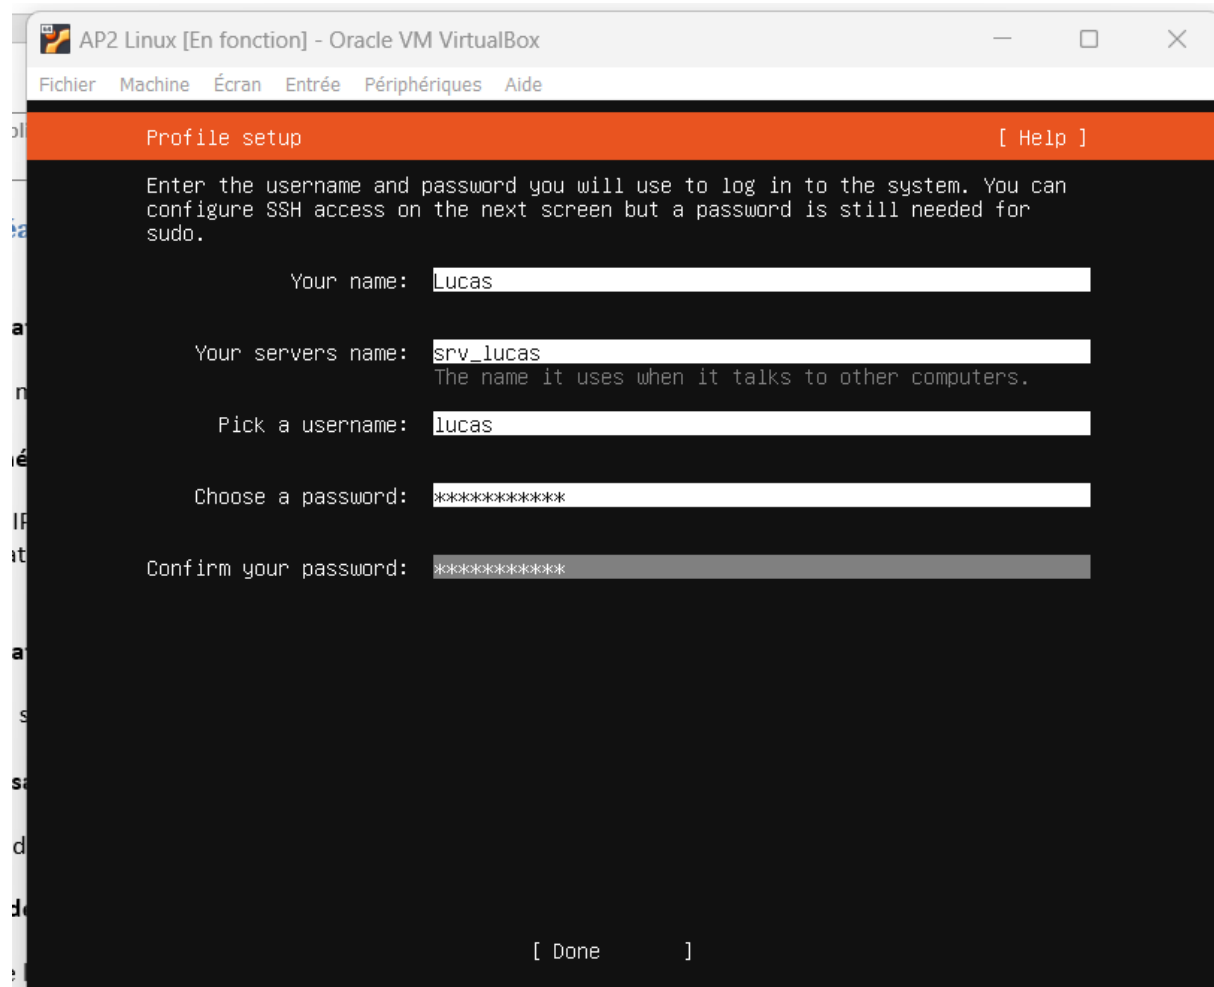 AP2 Linux [En fonction] - Oracle VM VirtualBox
Fichier Machine Écran Entrée Périphériques Aide
Profile setup [ Help ]
Enter the username and password you will use to log in to the system. You can
configure SSH access on the next screen but a password is still needed for
sudo.
Your name: Lucas
Your servers name: srv_lucas
The name it uses when it talks to other computers.
Pick a username: lucas
Choose a password: ***********
Confirm your password: ***********
[ Done ]